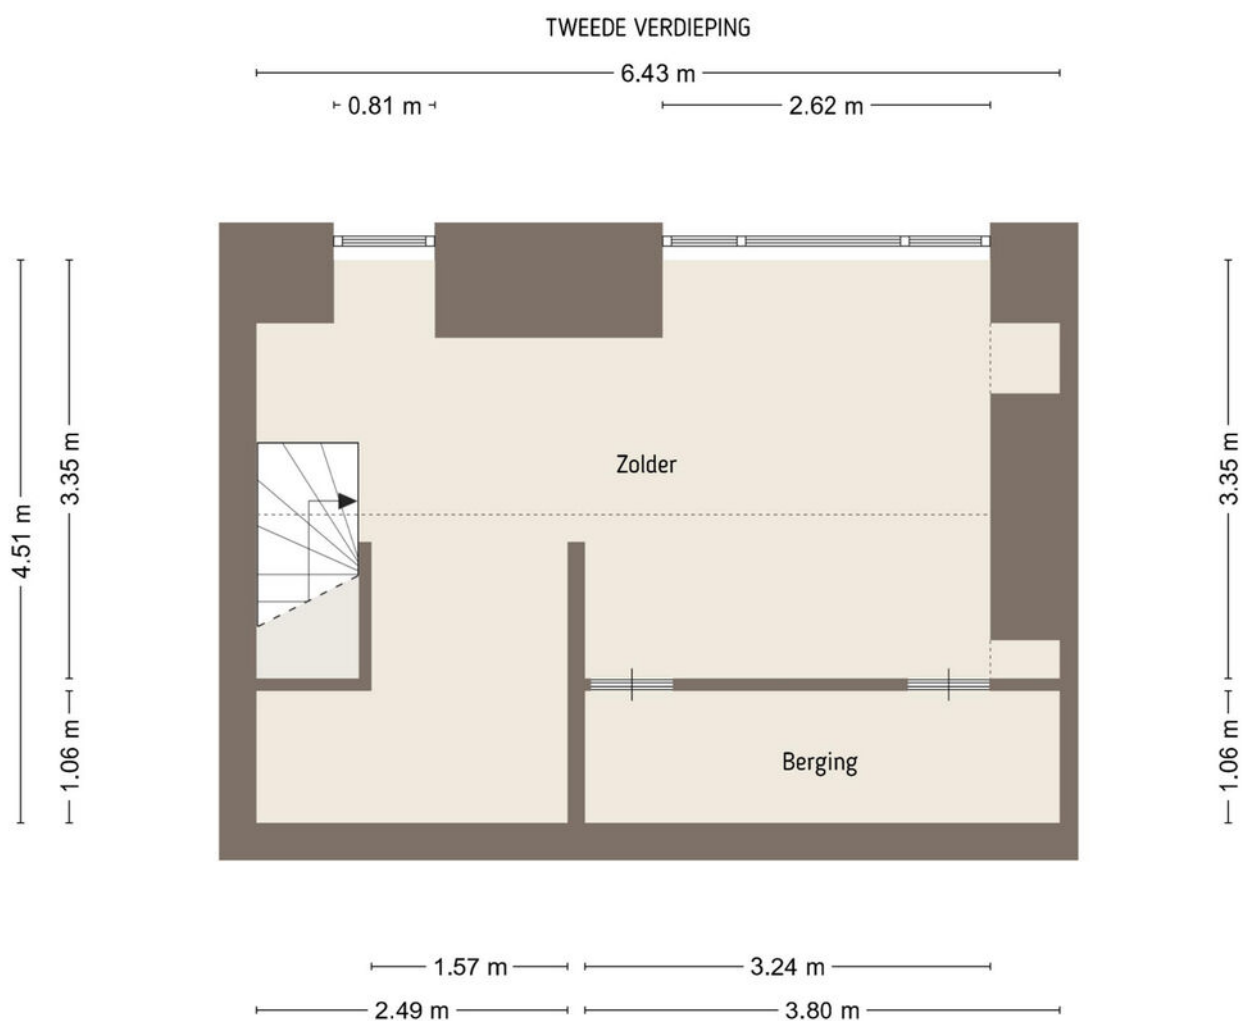 TWEEDE VERDIEPING
6.43 m
0.81 m
2.62 m
4.51 m
3.35 m
3.35 m
Zolder
1.06 m
1.06 m
Berging
1.57 m
3.24 m
2.49 m
3.80 m